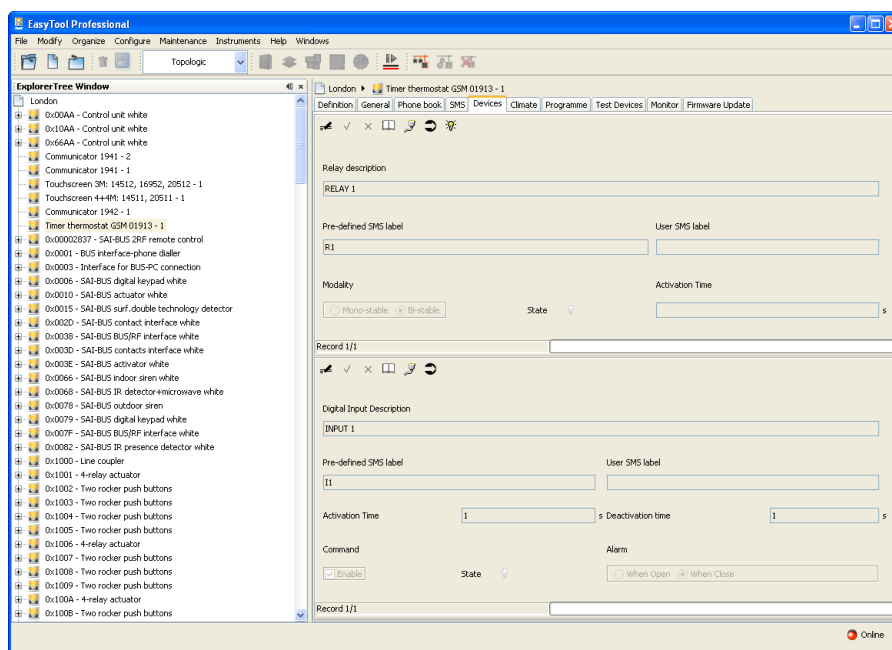 EasyTool Professional
File Modify Organize Configure Maintenance Instruments Help Windows
Topologic
ExplorerTree Window
London
0x00AA - Control unit white
0x10AA - Control unit white
0x66AA - Control unit white
Communicator 1941 - 2
Communicator 1941 - 1
Touchscreen 3M: 14512, 16952, 20512 - 1
Touchscreen 4+4M: 14511, 20511 - 1
Communicator 1942 - 1
Timer thermostat GSM 01913 - 1
0x00002837 - SAI-BUS 2RF remote control
0x0001 - BUS interface-phone dialler
0x0003 - Interface for BUS-PC connection
0x0006 - SAI-BUS digital keypad white
0x0010 - SAI-BUS actuator white
0x0015 - SAI-BUS surf.double technology detector
0x002D - SAI-BUS contact interface white
0x0038 - SAI-BUS BUS/RF interface white
0x003D - SAI-BUS contacts interface white
0x003E - SAI-BUS activator white
0x0066 - SAI-BUS indoor siren white
0x0068 - SAI-BUS IR detector+microwave white
0x0078 - SAI-BUS outdoor siren
0x0079 - SAI-BUS digital keypad white
0x007F - SAI-BUS BUS/RF interface white
0x0082 - SAI-BUS IR presence detector white
0x1000 - Line coupler
0x1001 - 4-relay actuator
0x1002 - Two rocker push buttons
0x1003 - Two rocker push buttons
0x1004 - Two rocker push buttons
0x1005 - Two rocker push buttons
0x1006 - 4-relay actuator
0x1007 - Two rocker push buttons
0x1008 - Two rocker push buttons
0x1009 - Two rocker push buttons
0x100A - 4-relay actuator
0x100B - Two rocker push buttons
London Timer thermostat GSM 01913 - 1
Definition General Phone book SMS Devices Climate Programme Test Devices Monitor Firmware Update
Relay description
RELAY 1
Pre-defined SMS label User SMS label
R1
Modality Activation Time
Mono-stable Bi-stable State s
Record 1/1
Digital Input Description
INPUT 1
Pre-defined SMS label User SMS label
I1
Activation Time 1 s Deactivation time 1 s
Command Alarm
Enable State When Open When Close
Record 1/1
Online